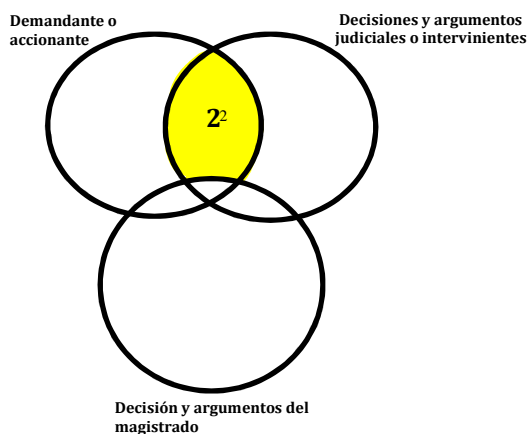 Demandante o
accionante
Decisiones y argumentos
judiciales o intervinientes
2²
Decisión y argumentos del
magistrado